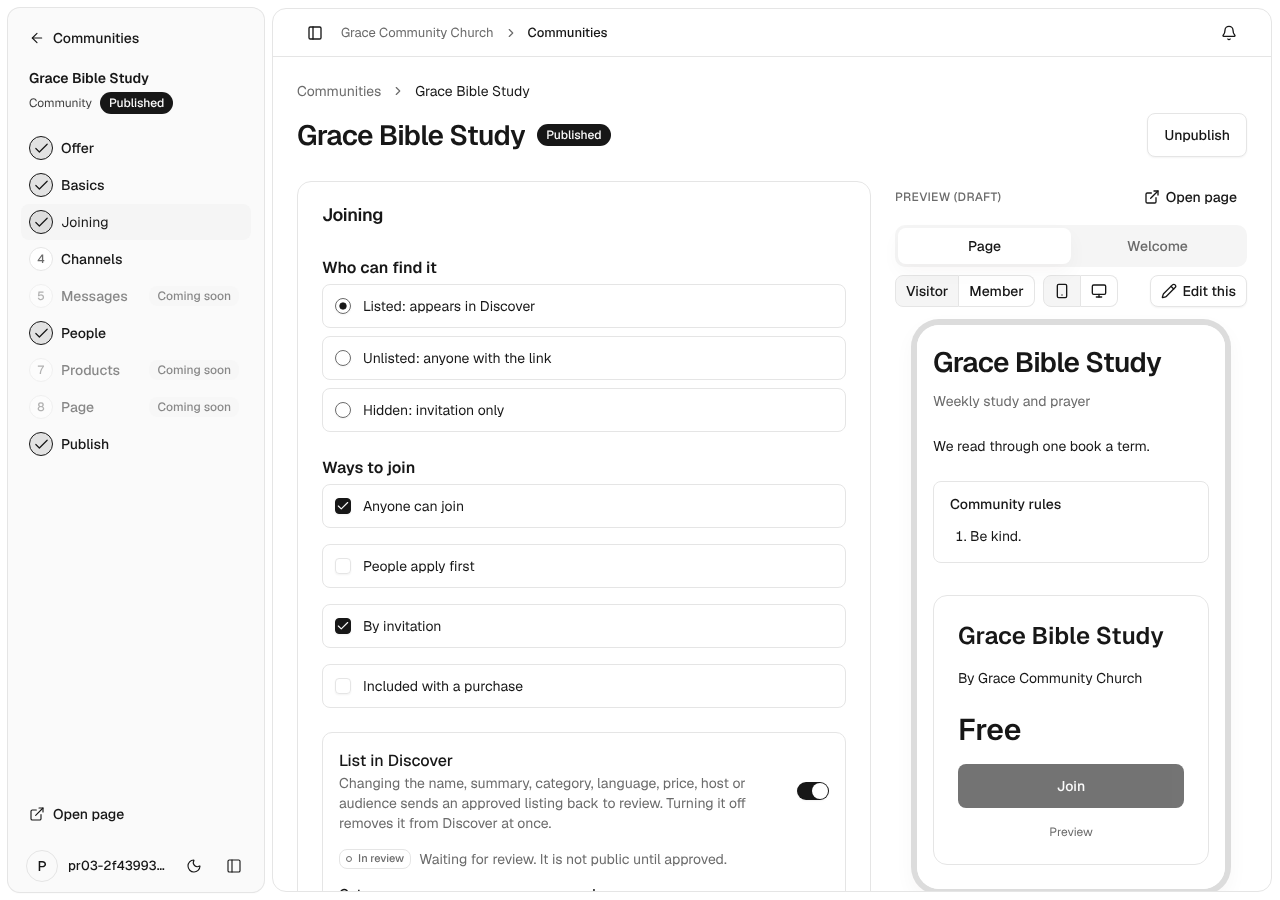 Communities
Grace Bible Study
Community Published
Offer
Basics
Joining
4 Channels
5 Messages Coming soon
People
7 Products Coming soon
8 Page Coming soon
Publish
Open page
P pr03-2f43993…
Grace Community Church > Communities
Communities > Grace Bible Study
Grace Bible Study Published
Unpublish
Joining
Who can find it
Listed: appears in Discover
Unlisted: anyone with the link
Hidden: invitation only
Ways to join
Anyone can join
People apply first
By invitation
Included with a purchase
List in Discover
Changing the name, summary, category, language, price, host or
audience sends an approved listing back to review. Turning it off
removes it from Discover at once.
In review Waiting for review. It is not public until approved.
PREVIEW (DRAFT) Open page
Page Welcome
Visitor Member Edit this
Grace Bible Study
Weekly study and prayer
We read through one book a term.
Community rules
1. Be kind.
Grace Bible Study
By Grace Community Church
Free
Join
Preview